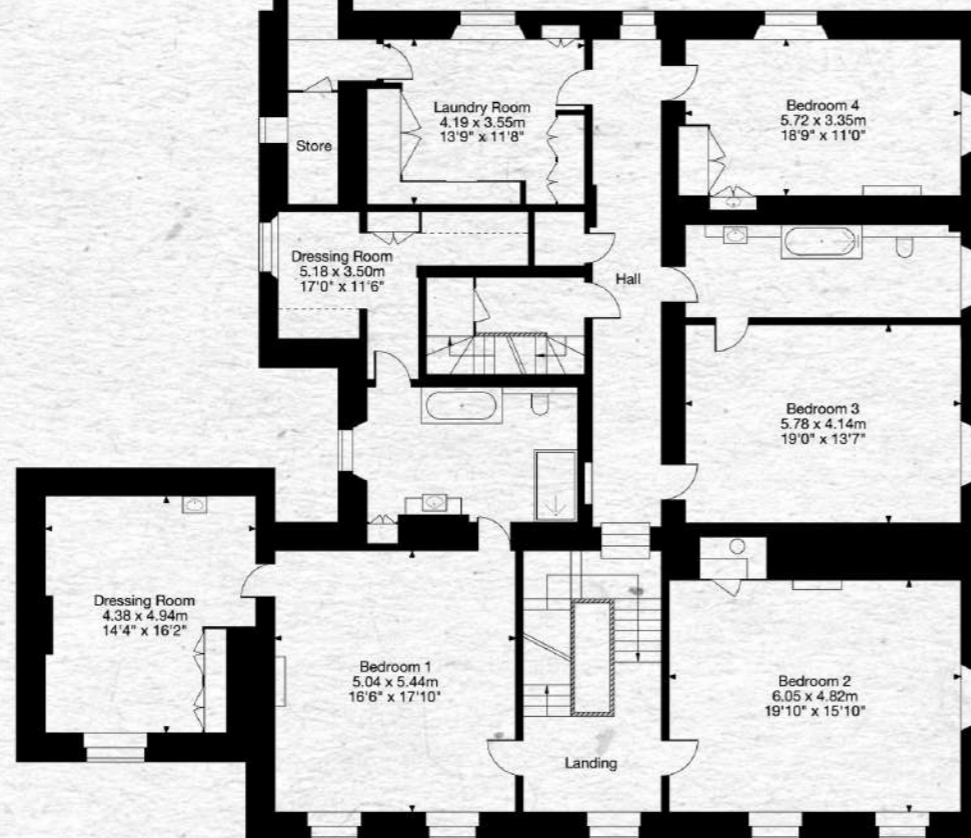 Laundry Room
4.19 x 3.55m
13'9" x 11'8"
Bedroom 4
5.72 x 3.35m
18'9" x 11'0"
Store
Dressing Room
5.18 x 3.50m
17'0" x 11'6"
Hall
Bedroom 3
5.78 x 4.14m
19'0" x 13'7"
Dressing Room
4.38 x 4.94m
14'4" x 16'2"
Bedroom 1
5.04 x 5.44m
16'6" x 17'10"
Bedroom 2
6.05 x 4.82m
19'10" x 15'10"
Landing